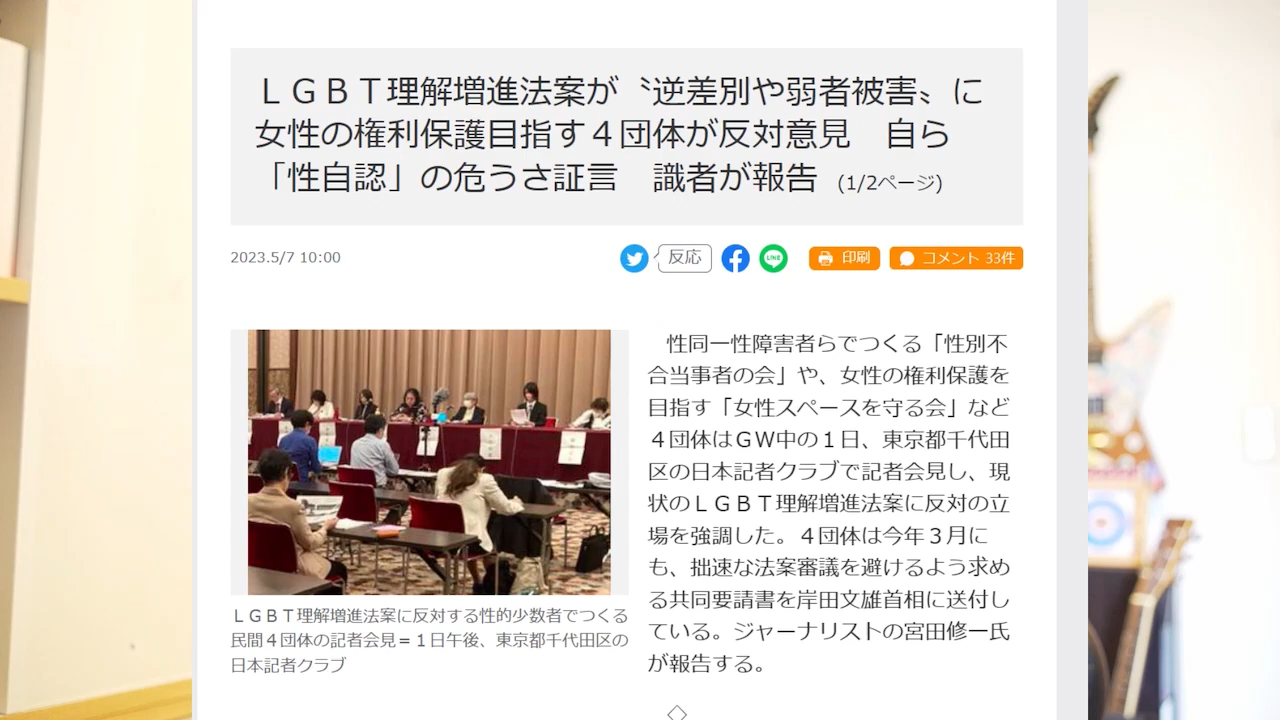 ＬＧＢＴ理解増進法案が〝逆差別や弱者被害〟に
女性の権利保護目指す４団体が反対意見　自ら
「性自認」の危うさ証言　識者が報告 (1/2ページ)
2023.5/7 10:00
反応
LINE
印刷
コメント 33件
性同一性障害者らでつくる「性別不
合当事者の会」や、女性の権利保護を
目指す「女性スペースを守る会」など
４団体はＧＷ中の１日、東京都千代田
区の日本記者クラブで記者会見し、現
状のＬＧＢＴ理解増進法案に反対の立
場を強調した。４団体は今年３月に
も、拙速な法案審議を避けるよう求め
る共同要請書を岸田文雄首相に送付し
ている。ジャーナリストの宮田修一氏
が報告する。
ＬＧＢＴ理解増進法案に反対する性的少数者でつくる
民間４団体の記者会見＝１日午後、東京都千代田区の
日本記者クラブ